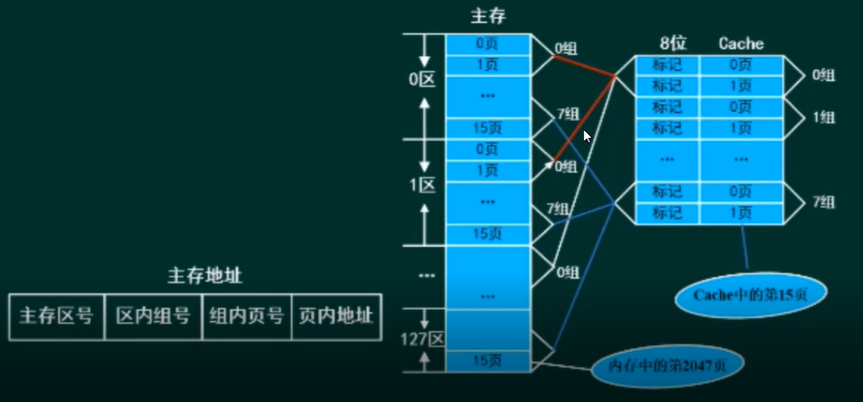 主存
0页
1页
...
15页
0页
1页
...
15页
...
15页
0区
1区
...
127区
0组
7组
0组
7组
0组
8位 Cache
标记 0页
标记 1页
标记 0页
标记 1页
... ...
标记 0页
标记 1页
0组
1组
7组
Cache中的第15页
内存中的第2047页
主存地址
主存区号 区内组号 组内页号 页内地址